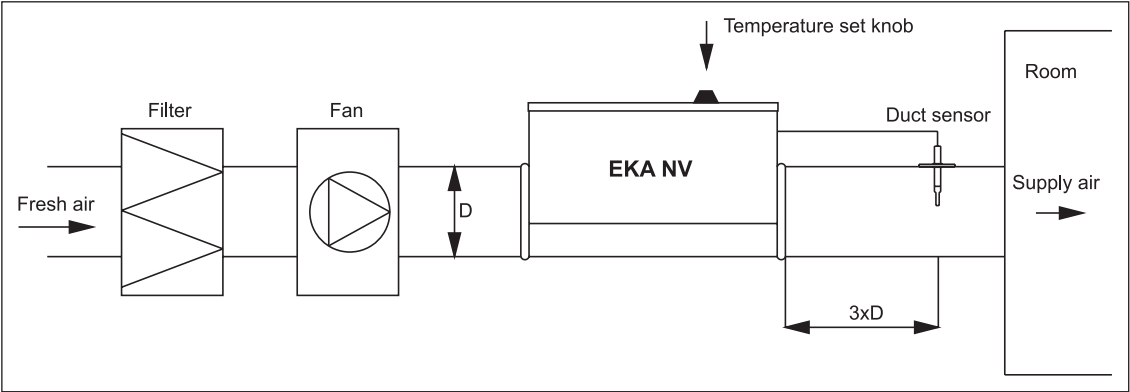 Temperature set knob
Room
Filter
Fan
Duct sensor
EKA NV
Fresh air
D
Supply air
3xD